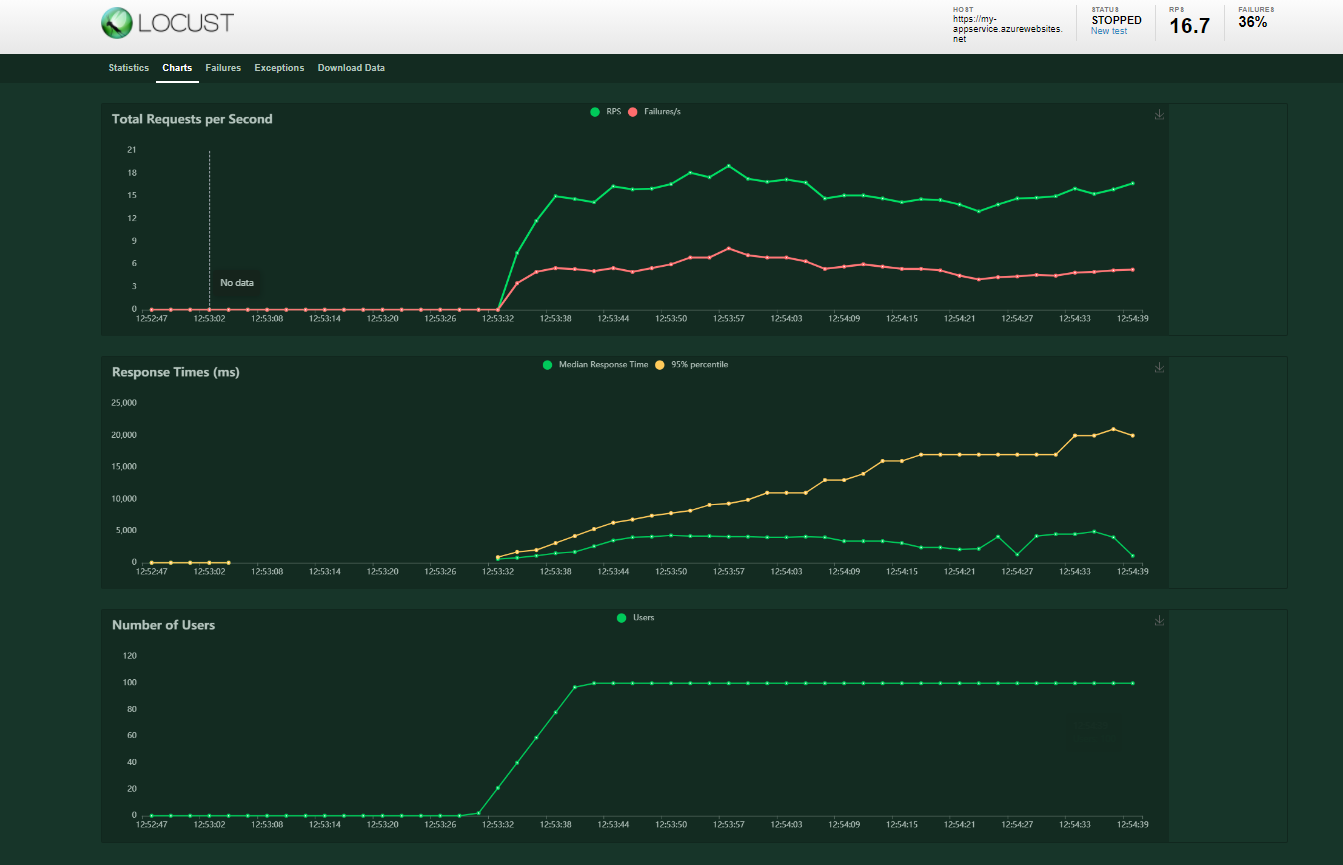 LOCUST
HOST
https://my-
appservice.azurewebsites.
net
STATUS
STOPPED
New test
RPS
16.7
FAILURES
36%
Statistics Charts Failures Exceptions Download Data
Total Requests per Second
RPS Failures/s
21
18
15
12
9
6
3
0
No data
12:52:47 12:53:02 12:53:08 12:53:14 12:53:20 12:53:26 12:53:32 12:53:38 12:53:44 12:53:50 12:53:57 12:54:03 12:54:09 12:54:15 12:54:21 12:54:27 12:54:33 12:54:39
Response Times (ms)
Median Response Time 95% percentile
25,000
20,000
15,000
10,000
5,000
0
12:52:47 12:53:02 12:53:08 12:53:14 12:53:20 12:53:26 12:53:32 12:53:38 12:53:44 12:53:50 12:53:57 12:54:03 12:54:09 12:54:15 12:54:21 12:54:27 12:54:33 12:54:39
Number of Users
Users
120
100
80
60
40
20
0
12:52:47 12:53:02 12:53:08 12:53:14 12:53:20 12:53:26 12:53:32 12:53:38 12:53:44 12:53:50 12:53:57 12:54:03 12:54:09 12:54:15 12:54:21 12:54:27 12:54:33 12:54:39